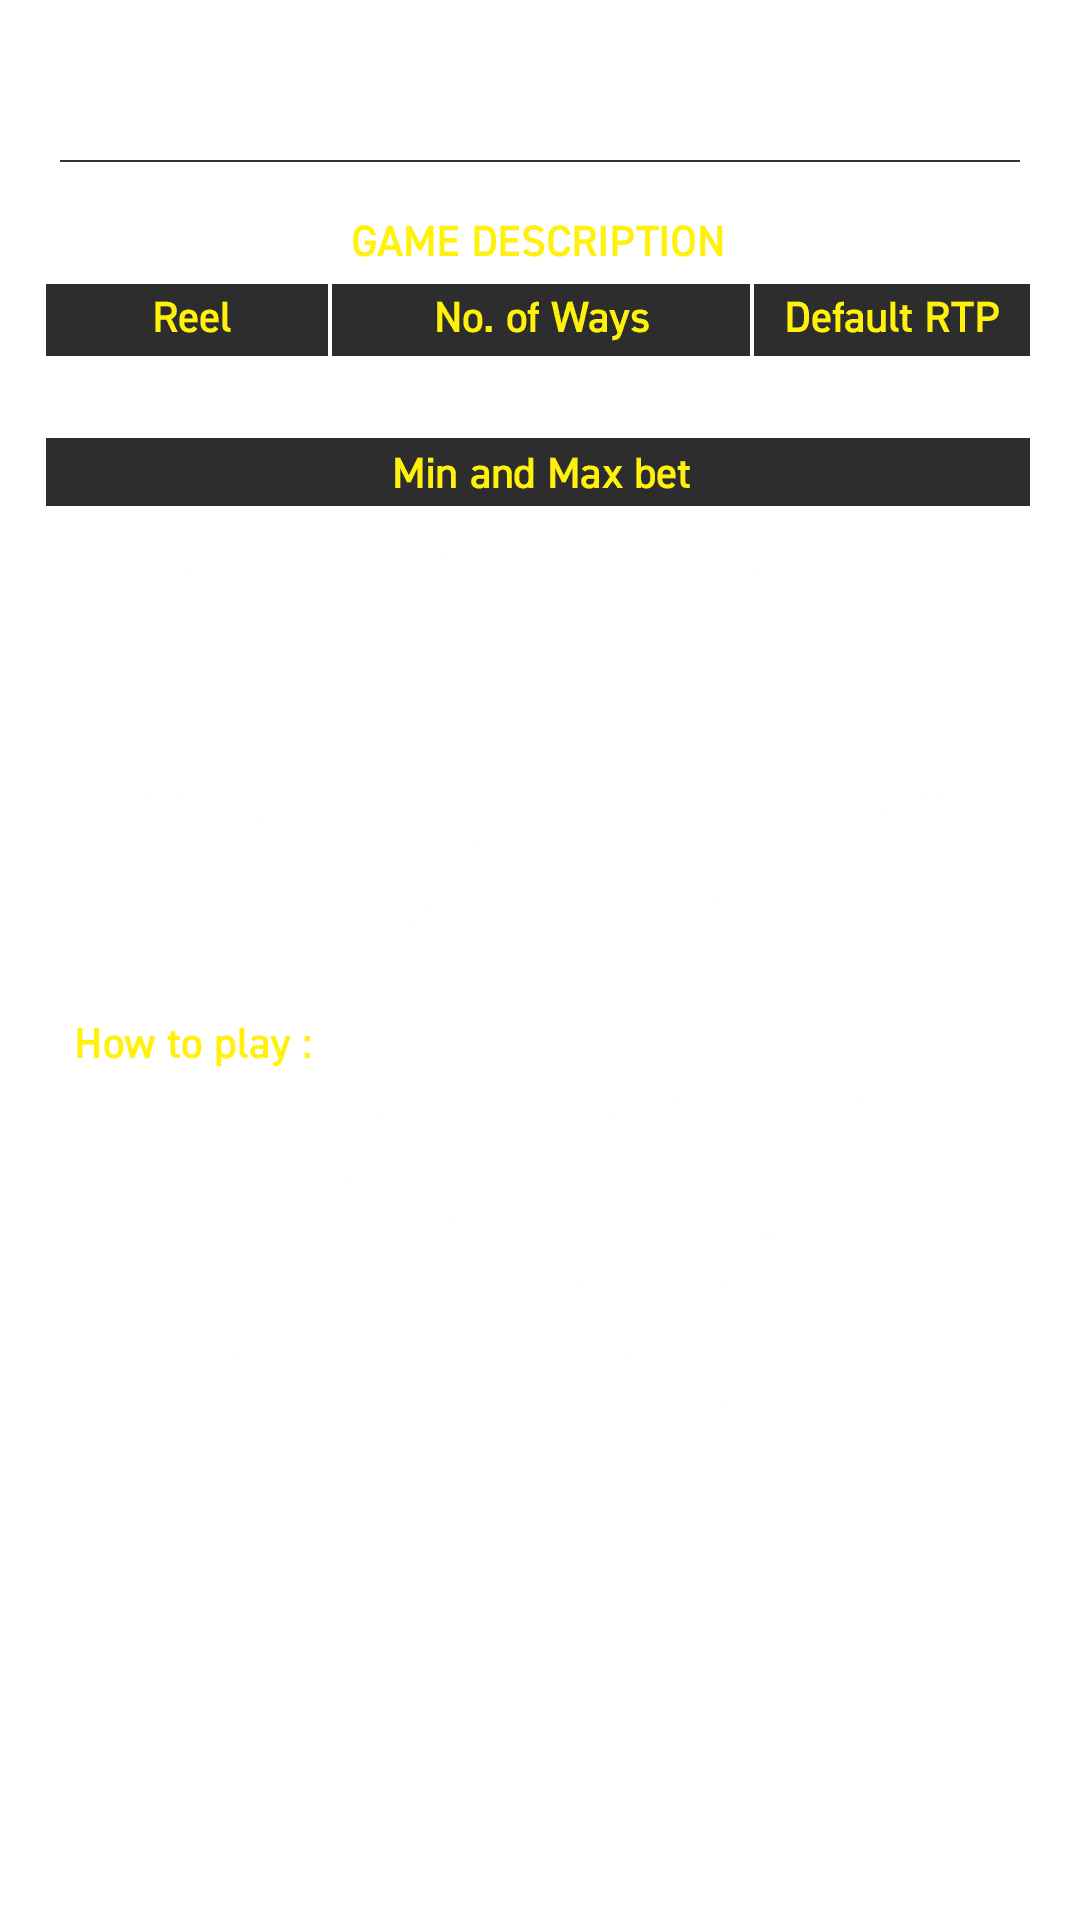 GAME DESCRIPTION
Reel No. of Ways Default RTP
Min and Max bet
How to play :